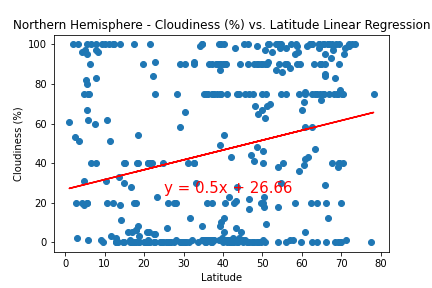 Northern Hemisphere - Cloudiness (%) vs. Latitude Linear Regression
100
80
60
40
20
0
Cloudiness (%)
y = 0.5x + 26.66
0 10 20 30 40 50 60 70 80
Latitude